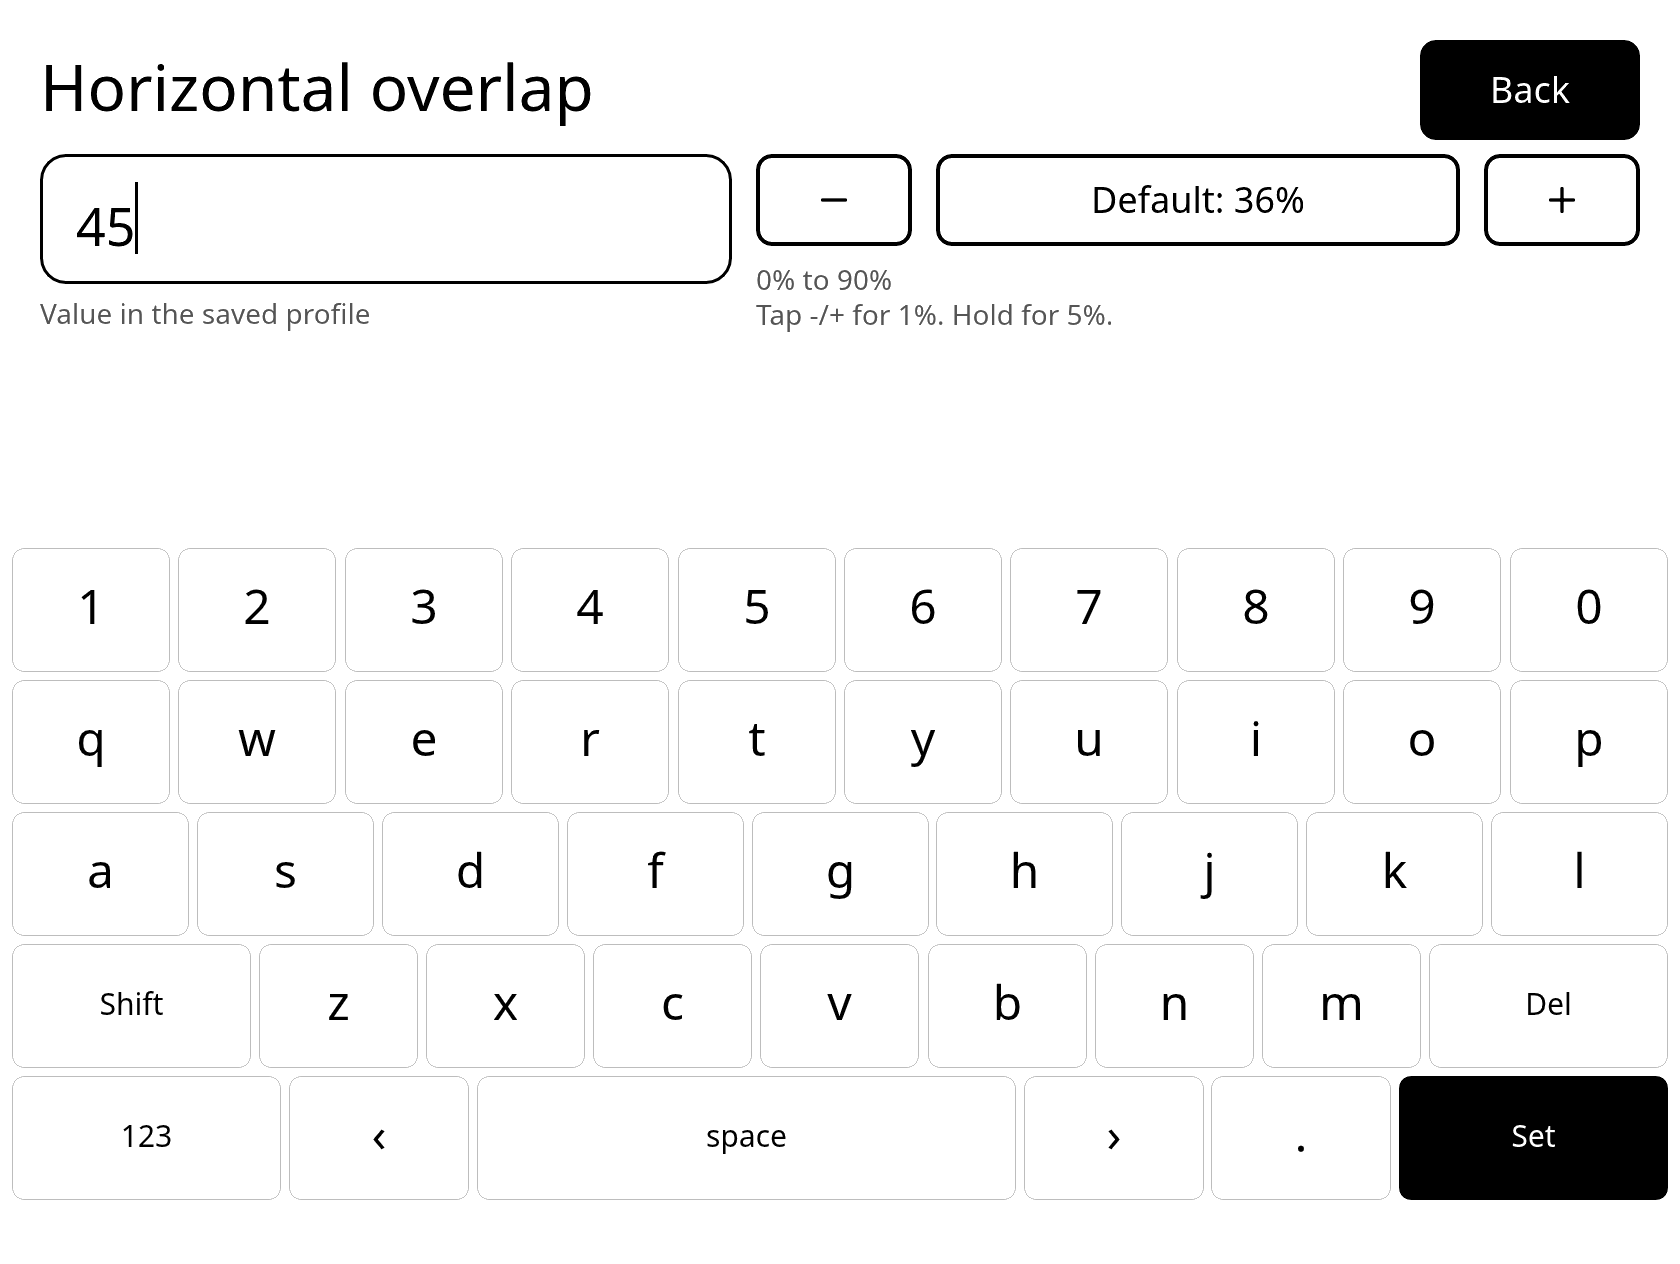 Horizontal overlap
Back
45
− Default: 36% +
Value in the saved profile
0% to 90%
Tap -/+ for 1%. Hold for 5%.
1 2 3 4 5 6 7 8 9 0
q w e r t y u i o p
a s d f g h j k l
Shift z x c v b n m Del
123 ‹ space › . Set